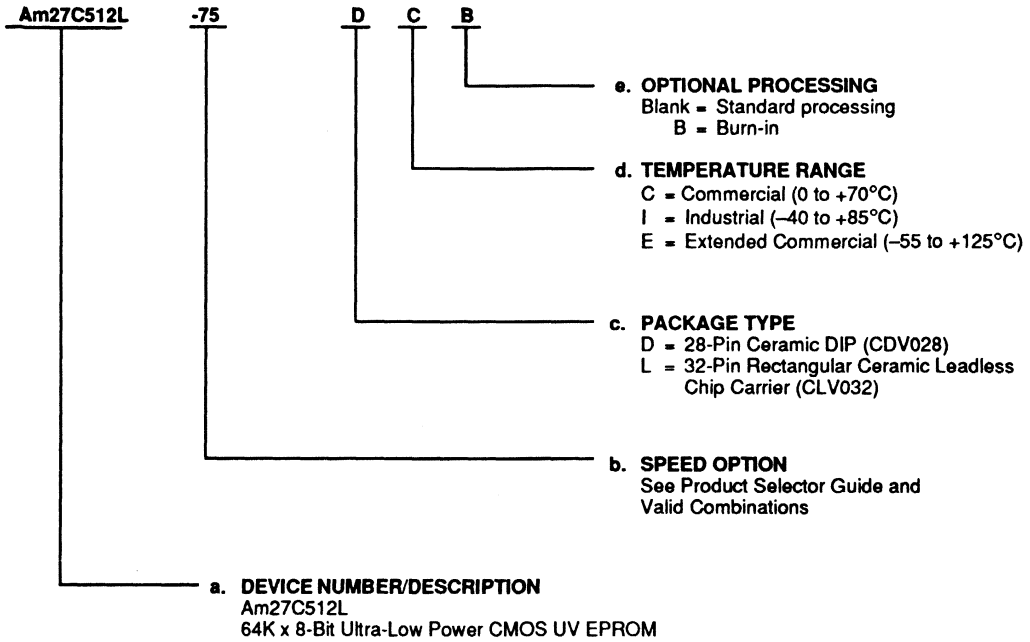 Am27C512L -75 D C B
e. OPTIONAL PROCESSING
Blank = Standard processing
B = Burn-in
d. TEMPERATURE RANGE
C = Commercial (0 to +70°C)
I = Industrial (–40 to +85°C)
E = Extended Commercial (–55 to +125°C)
c. PACKAGE TYPE
D = 28-Pin Ceramic DIP (CDV028)
L = 32-Pin Rectangular Ceramic Leadless
Chip Carrier (CLV032)
b. SPEED OPTION
See Product Selector Guide and
Valid Combinations
a. DEVICE NUMBER/DESCRIPTION
Am27C512L
64K x 8-Bit Ultra-Low Power CMOS UV EPROM